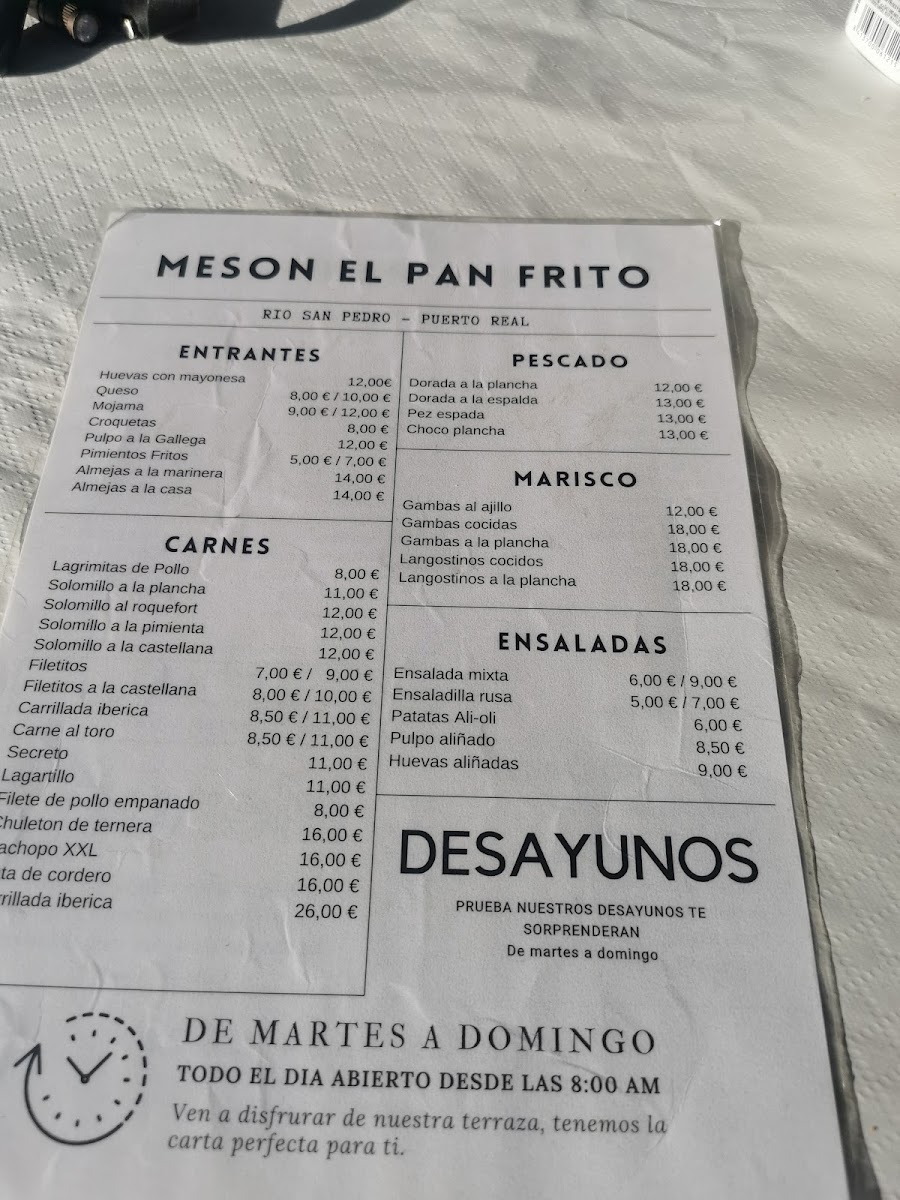 MESON EL PAN FRITO
RIO SAN PEDRO - PUERTO REAL
ENTRANTES
Huevas con mayonesa 12,00€
Queso 8,00 € / 10,00 €
Mojama 9,00 € / 12,00 €
Croquetas 8,00 €
Pulpo a la Gallega 12,00 €
Pimientos Fritos 5,00 € / 7,00 €
Almejas a la marinera 14,00 €
Almejas a la casa 14,00 €
CARNES
Lagrimitas de Pollo 8,00 €
Solomillo a la plancha 11,00 €
Solomillo al roquefort 12,00 €
Solomillo a la pimienta 12,00 €
Solomillo a la castellana 12,00 €
Filetitos 7,00 € / 9,00 €
Filetitos a la castellana 8,00 € / 10,00 €
Carrillada iberica 8,50 € / 11,00 €
Carne al toro 8,50 € / 11,00 €
Secreto 11,00 €
Lagartillo 11,00 €
Filete de pollo empanado 8,00 €
Chuleton de ternera 16,00 €
achopo XXL 16,00 €
ta de cordero 16,00 €
rrillada iberica 26,00 €
PESCADO
Dorada a la plancha 12,00 €
Dorada a la espalda 13,00 €
Pez espada 13,00 €
Choco plancha 13,00 €
MARISCO
Gambas al ajillo 12,00 €
Gambas cocidas 18,00 €
Gambas a la plancha 18,00 €
Langostinos cocidos 18,00 €
Langostinos a la plancha 18,00 €
ENSALADAS
Ensalada mixta 6,00 € / 9,00 €
Ensaladilla rusa 5,00 € / 7,00 €
Patatas Ali-oli 6,00 €
Pulpo aliñado 8,50 €
Huevas aliñadas 9,00 €
DESAYUNOS
PRUEBA NUESTROS DESAYUNOS TE
SORPRENDERAN
De martes a domingo
DE MARTES A DOMINGO
TODO EL DIA ABIERTO DESDE LAS 8:00 AM
Ven a disfrurar de nuestra terraza, tenemos la
carta perfecta para ti.